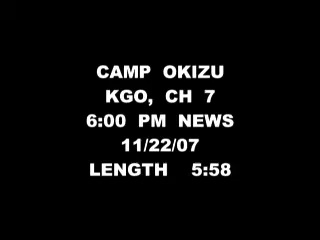 CAMP OKIZU
KGO, CH 7
6:00 PM NEWS
11/22/07
LENGTH 5:58